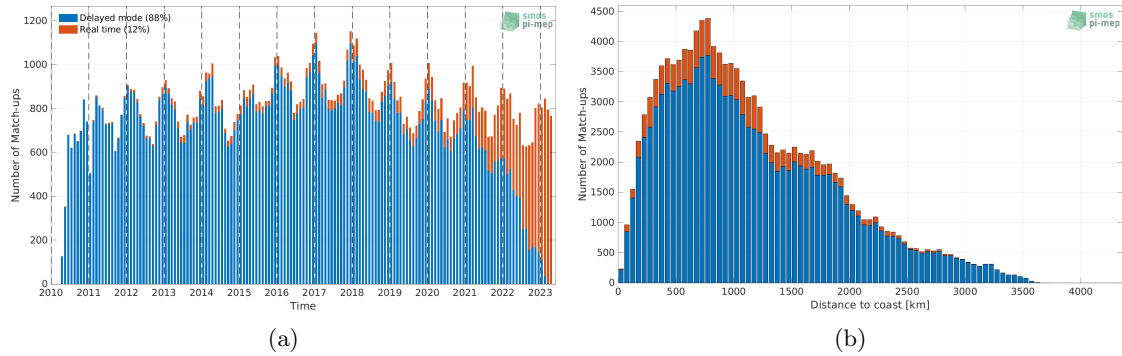 Delayed mode (88%)
Real time (12%)
smos
pi-mep
Number of Match-ups
1200
1000
800
600
400
200
0
2010 2011 2012 2013 2014 2015 2016 2017 2018 2019 2020 2021 2022 2023
Time
(a)
smos
pi-mep
Number of Match-ups
4500
4000
3500
3000
2500
2000
1500
1000
500
0
0 500 1000 1500 2000 2500 3000 3500 4000
Distance to coast [km]
(b)